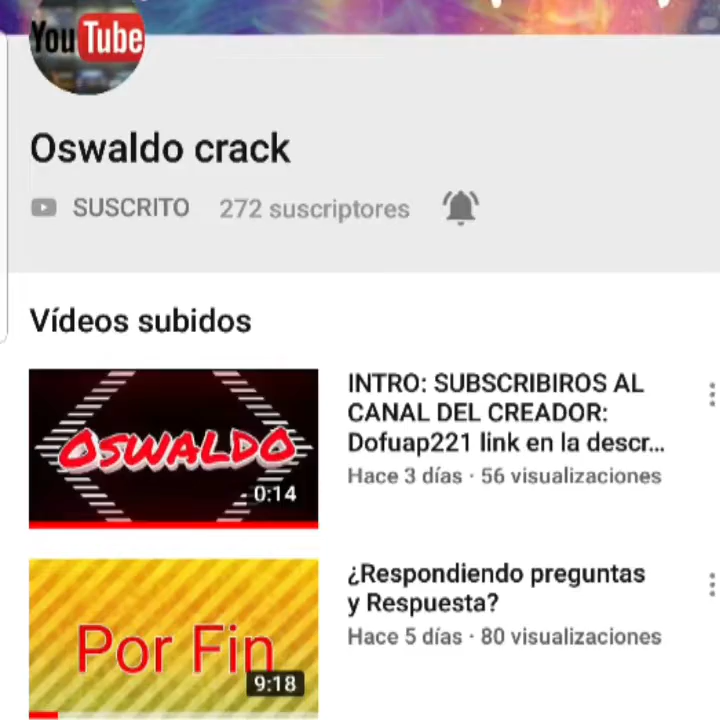 YouTube
Oswaldo crack
SUSCRITO 272 suscriptores
Vídeos subidos
OSWALDO
0:14
INTRO: SUBSCRIBIROS AL
CANAL DEL CREADOR:
Dofuap221 link en la descr...
Hace 3 días · 56 visualizaciones
Por Fin
9:18
¿Respondiendo preguntas
y Respuesta?
Hace 5 días · 80 visualizaciones